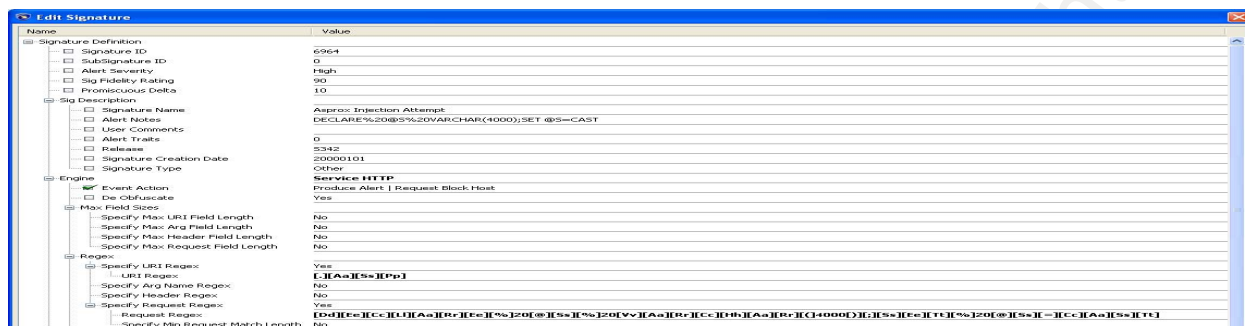 Edit Signature
Name Value
Signature Definition
Signature ID 6964
SubSignature ID 0
Alert Severity High
Sig Fidelity Rating 90
Promiscuous Delta 10
Sig Description
Signature Name Asprox Injection Attempt
Alert Notes DECLARE%20@S%20VARCHAR(4000);SET @S=CAST
User Comments
Alert Traits 0
Release S342
Signature Creation Date 20000101
Signature Type Other
Engine Service HTTP
Event Action Produce Alert | Request Block Host
De Obfuscate Yes
Max Field Sizes
Specify Max URI Field Length No
Specify Max Arg Field Length No
Specify Max Header Field Length No
Specify Max Request Field Length No
Regex
Specify URI Regex Yes
URI Regex [.][Aa][Ss][Pp]
Specify Arg Name Regex No
Specify Header Regex No
Specify Request Regex Yes
Request Regex [Dd][Ee][Cc][Ll][Aa][Rr][Ee][%]20[@][Ss][%]20[Vv][Aa][Rr][Cc][Hh][Aa][Rr][(]4000[)][;][Ss][Ee][Tt][%]20[@][Ss][=][Cc][Aa][Ss][Tt]
Specify Min Request Match Length No